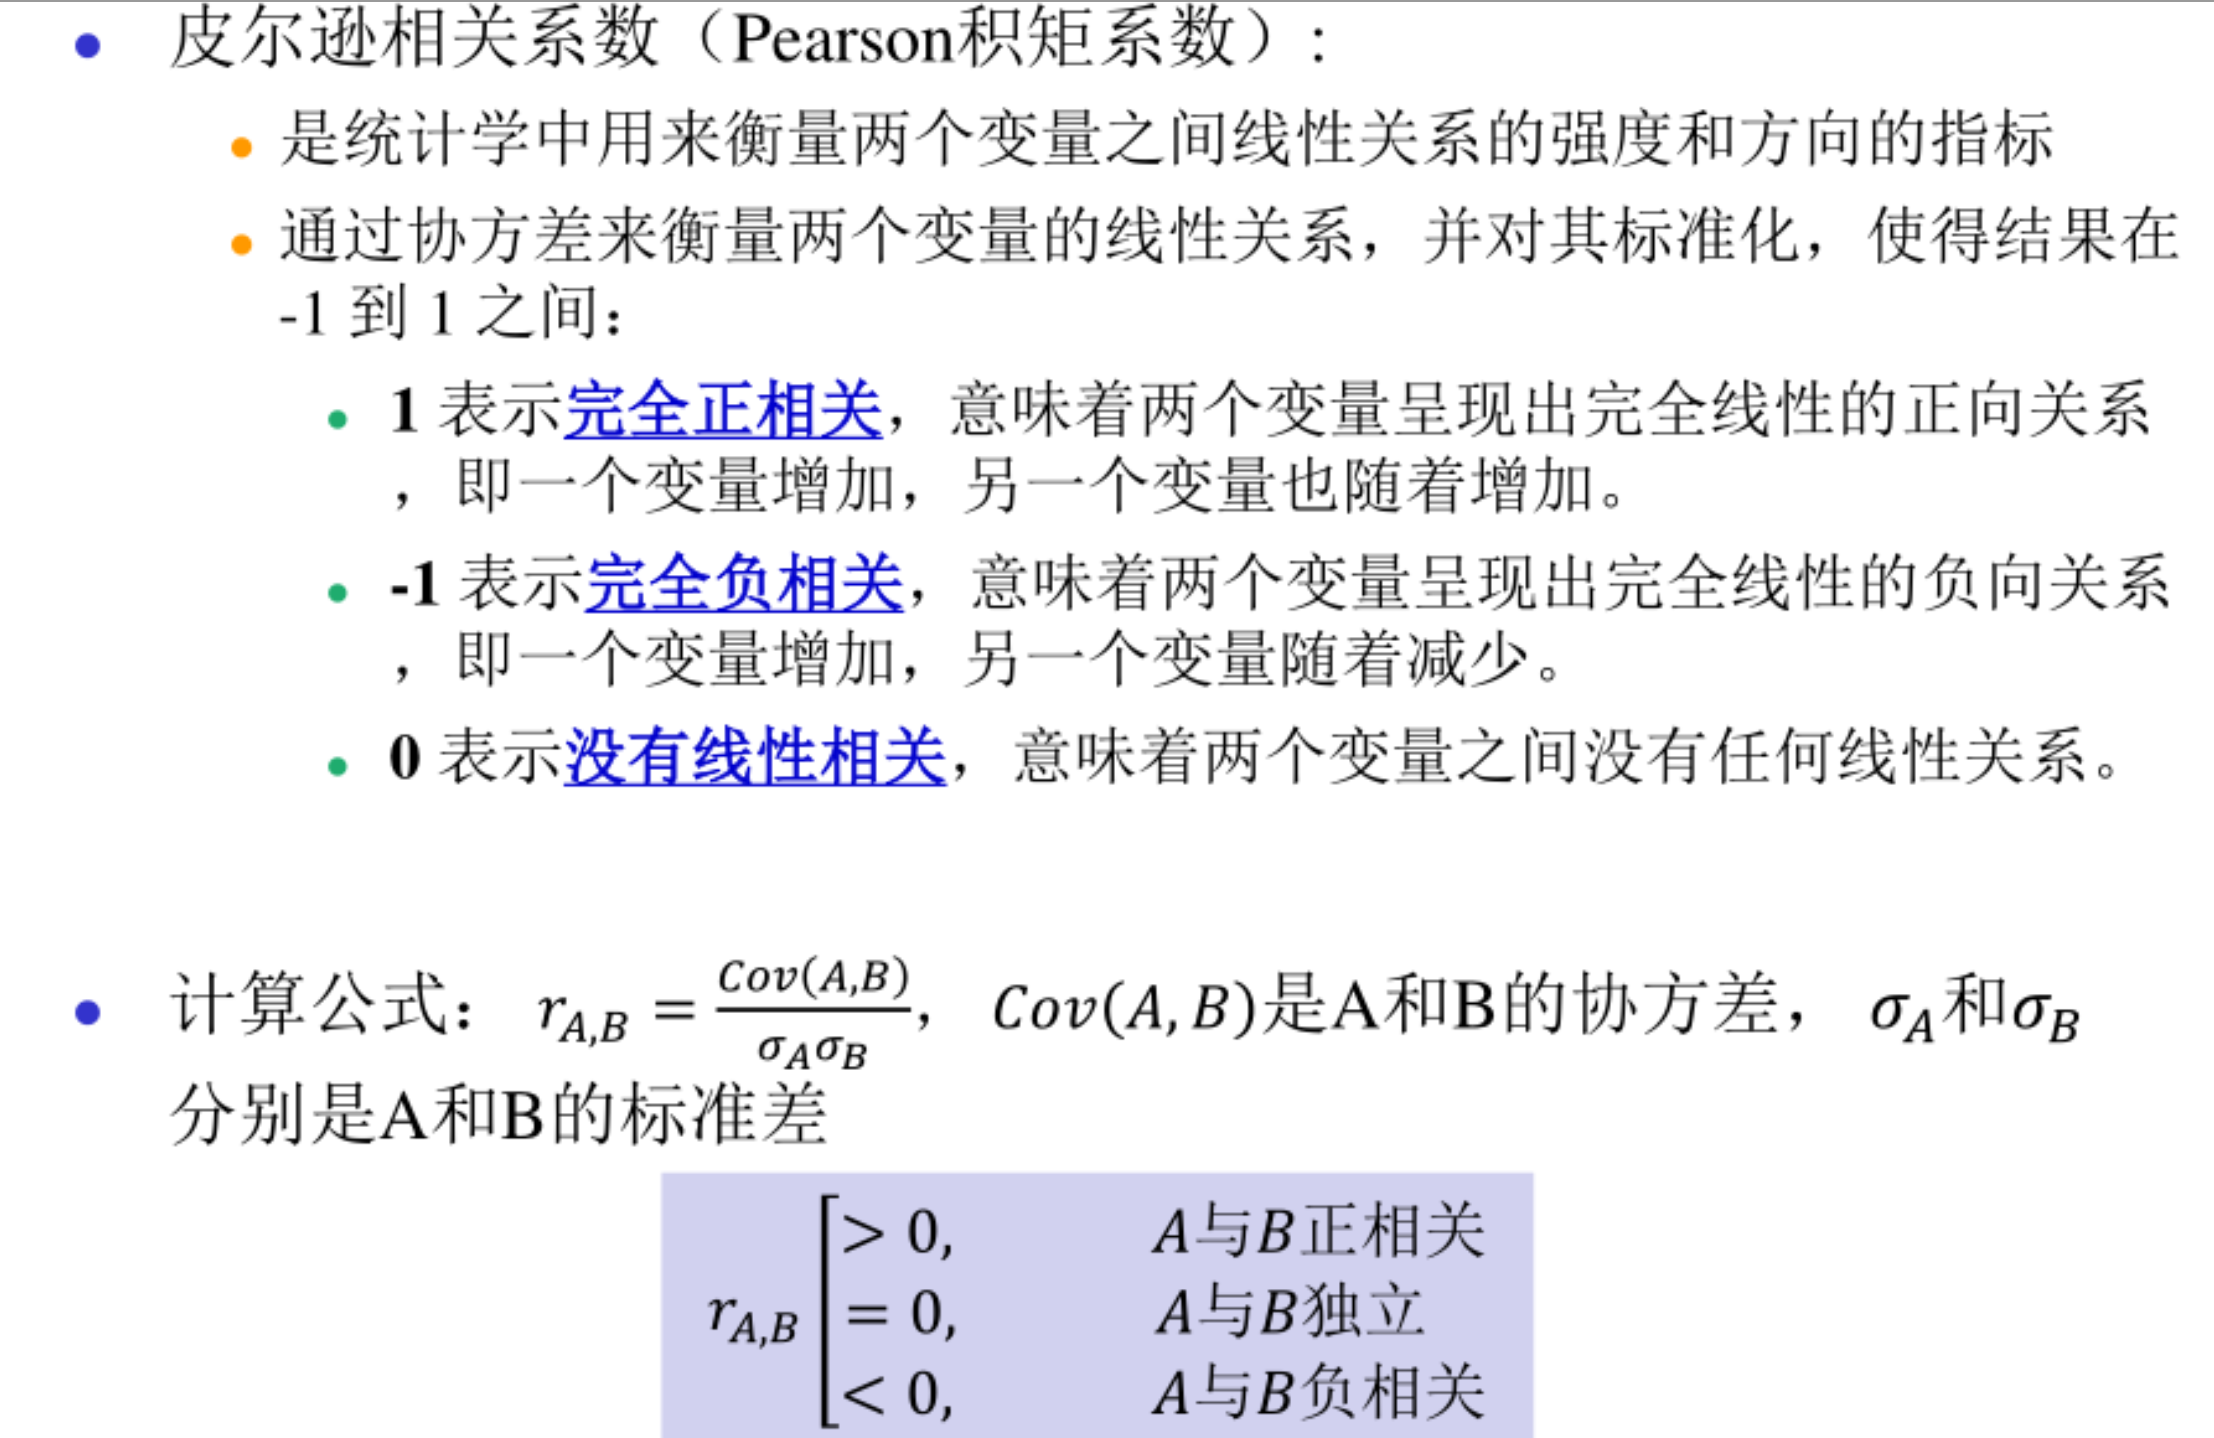 皮尔逊相关系数（Pearson积矩系数）:
是统计学中用来衡量两个变量之间线性关系的强度和方向的指标
通过协方差来衡量两个变量的线性关系，并对其标准化，使得结果在
-1 到 1 之间：
1 表示完全正相关，意味着两个变量呈现出完全线性的正向关系
，即一个变量增加，另一个变量也随着增加。
-1 表示完全负相关，意味着两个变量呈现出完全线性的负向关系
，即一个变量增加，另一个变量随着减少。
0 表示没有线性相关，意味着两个变量之间没有任何线性关系。
计算公式： r_{A,B} = \frac{Cov(A,B)}{σ_Aσ_B}， Cov(A, B)是A和B的协方差， σ_A和σ_B
分别是A和B的标准差
> 0, A与B正相关
r_{A,B} [ = 0, A与B独立
< 0, A与B负相关